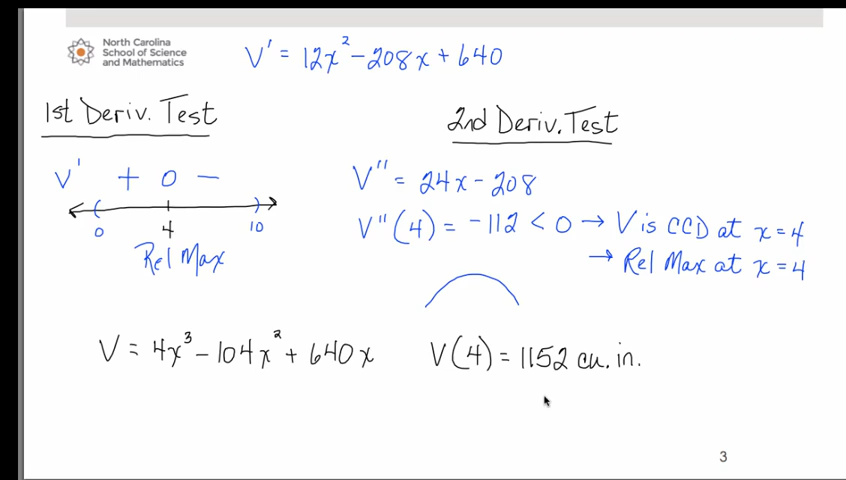 North Carolina
School of Science
and Mathematics
V' = 12x² - 208x + 640
1st Deriv. Test
2nd Deriv. Test
V' + 0 -
0 4 10
Rel Max
V'' = 24x - 208
V''(4) = -112 < 0 → V is CCD at x = 4
→ Rel Max at x = 4
V = 4x³ - 104x² + 640x
V(4) = 1152 cu. in.
3